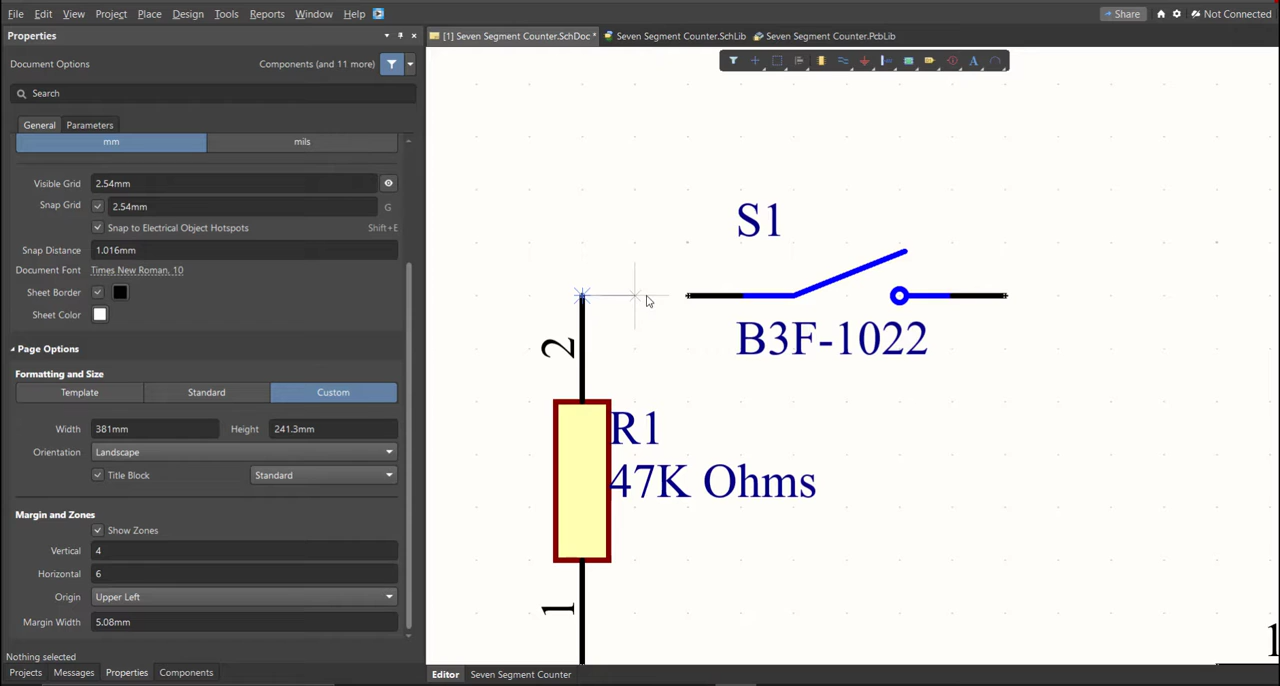 File Edit View Project Place Design Tools Reports Window Help Share Not Connected
Properties
[1] Seven Segment Counter.SchDoc * Seven Segment Counter.SchLib Seven Segment Counter.PcbLib
Document Options Components (and 11 more)
Search
General Parameters
mm mils
Visible Grid 2.54mm
Snap Grid 2.54mm G
Snap to Electrical Object Hotspots Shift+E
Snap Distance 1.016mm
Document Font Times New Roman, 10
Sheet Border
Sheet Color
Page Options
Formatting and Size
Template Standard Custom
Width 381mm Height 241.3mm
Orientation Landscape
Title Block Standard
Margin and Zones
Show Zones
Vertical 4
Horizontal 6
Origin Upper Left
Margin Width 5.08mm
Nothing selected
Projects Messages Properties Components
S1
B3F-1022
2
R1
47K Ohms
1
1
Editor Seven Segment Counter